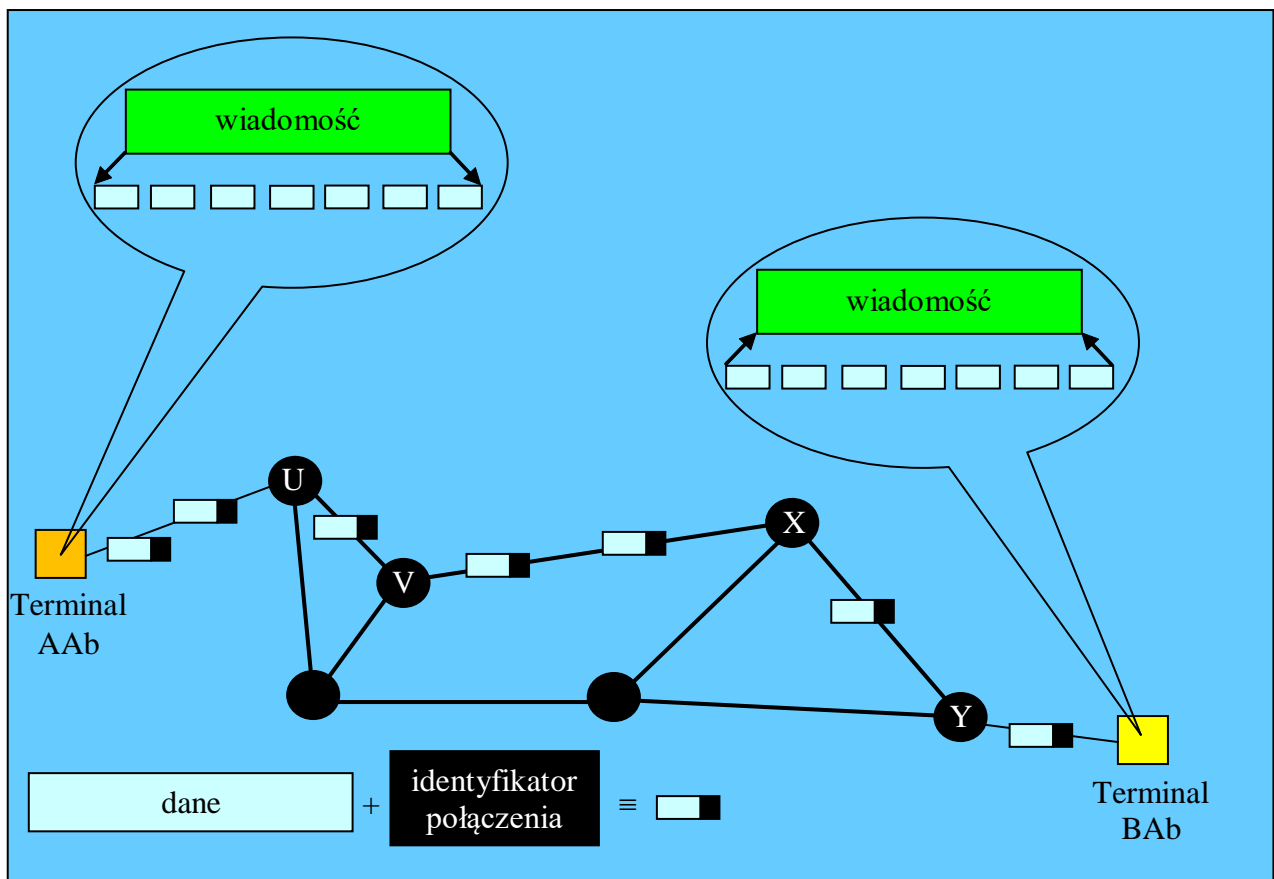 wiadomość
wiadomość
U
X
V
Terminal
AAb
Y
dane
+
identyfikator
połączenia
≡
Terminal
BAb